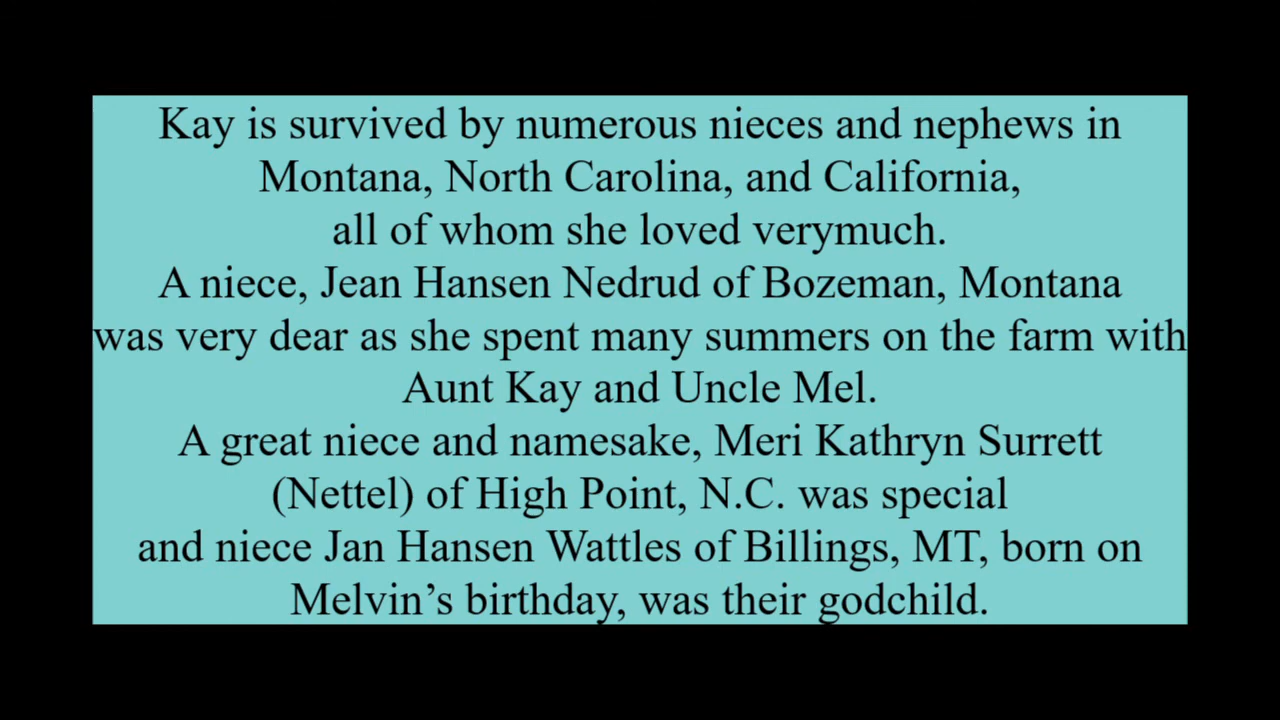 Kay is survived by numerous nieces and nephews in
Montana, North Carolina, and California,
all of whom she loved verymuch.
A niece, Jean Hansen Nedrud of Bozeman, Montana
was very dear as she spent many summers on the farm with
Aunt Kay and Uncle Mel.
A great niece and namesake, Meri Kathryn Surrett
(Nettel) of High Point, N.C. was special
and niece Jan Hansen Wattles of Billings, MT, born on
Melvin’s birthday, was their godchild.